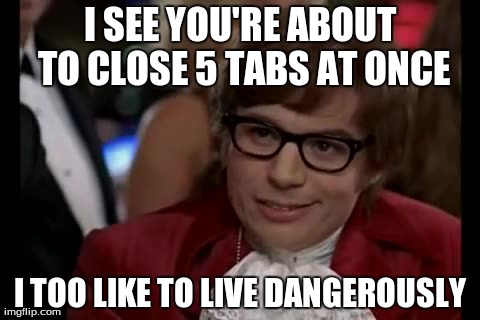 I SEE YOU'RE ABOUT
TO CLOSE 5 TABS AT ONCE
I TOO LIKE TO LIVE DANGEROUSLY
imgflip.com